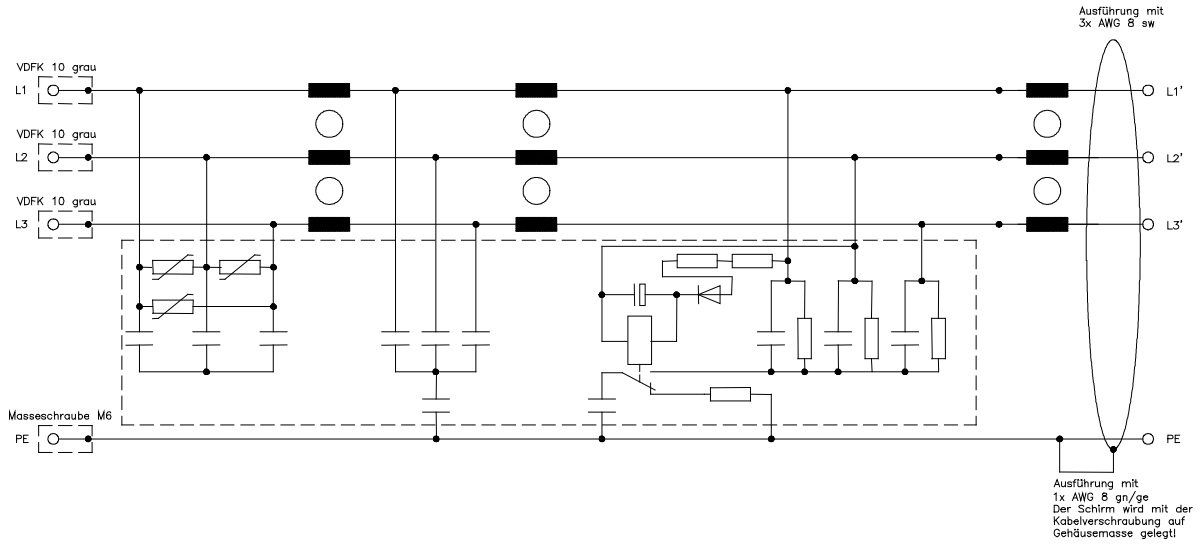 Ausführung mit
3x AWG 8 sw
VDFK 10 grau
L1
L1'
VDFK 10 grau
L2
L2'
VDFK 10 grau
L3
L3'
Masseschraube M6
PE
PE
Ausführung mit
1x AWG 8 gn/ge
Der Schirm wird mit der
Kabelverschraubung auf
Gehäusemasse gelegt!